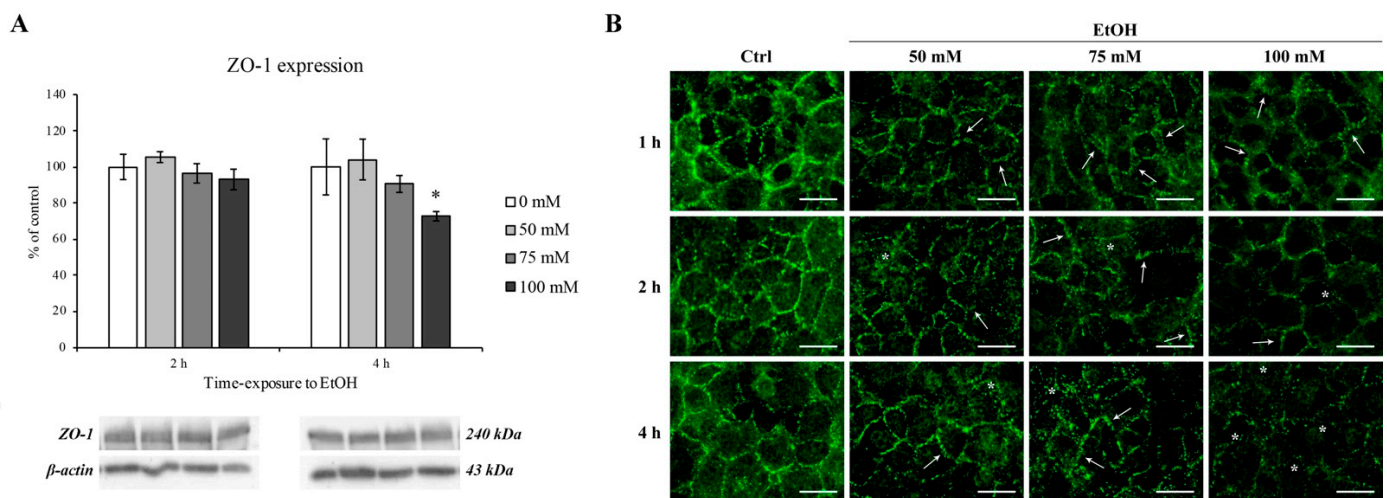 A
ZO-1 expression
140
120
100
80
60
40
20
0
% of control
*
2 h
4 h
Time-exposure to EtOH
0 mM
50 mM
75 mM
100 mM
ZO-1
240 kDa
β-actin
43 kDa
B
EtOH
Ctrl
50 mM
75 mM
100 mM
1 h
2 h
*
*
*
4 h
*
*
*
*
*
*